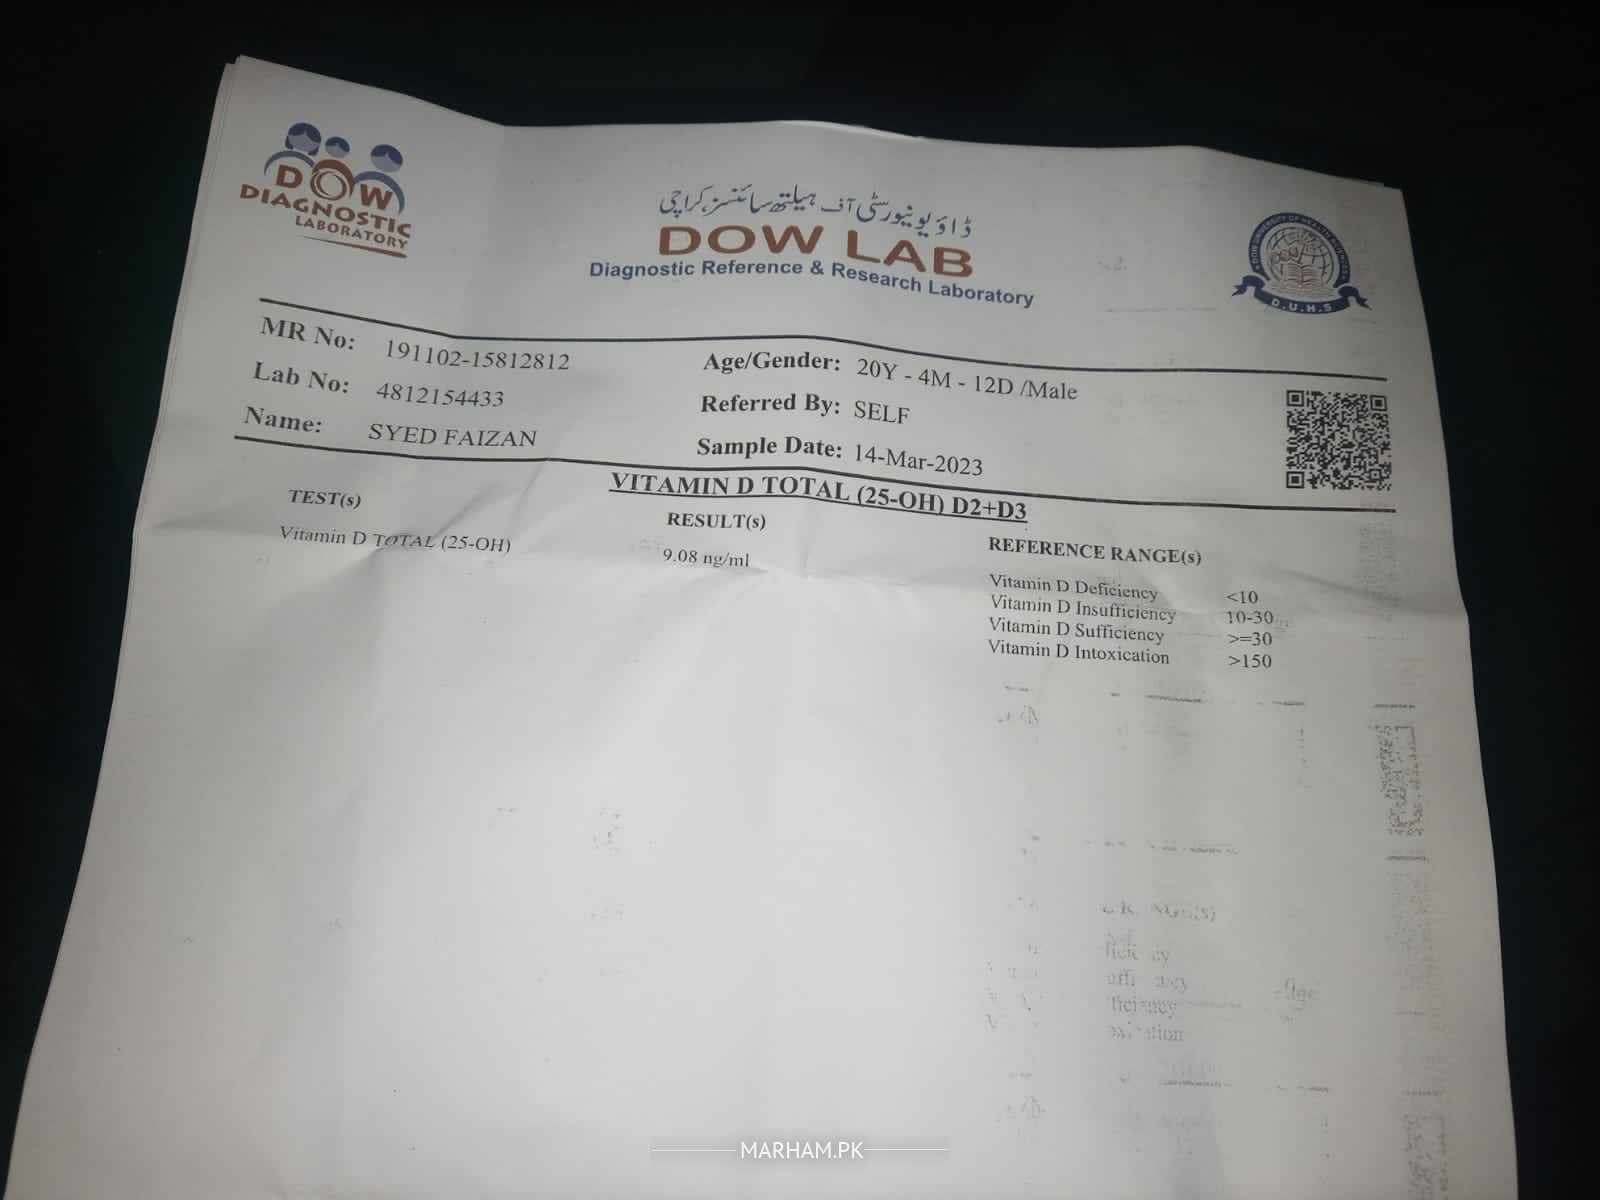 DOW
DIAGNOSTIC
LABORATORY
ڈاؤ یونیورسٹی آف ہیلتھ سائنسز، کراچی
DOW LAB
Diagnostic Reference & Research Laboratory
D.U.H.S
MR No: 191102-15812812
Lab No: 4812154433
Name: SYED FAIZAN
Age/Gender: 20Y - 4M - 12D /Male
Referred By: SELF
Sample Date: 14-Mar-2023
VITAMIN D TOTAL (25-OH) D2+D3
TEST(s) RESULT(s) REFERENCE RANGE(s)
Vitamin D TOTAL (25-OH) 9.08 ng/ml
Vitamin D Deficiency <10
Vitamin D Insufficiency 10-30
Vitamin D Sufficiency >=30
Vitamin D Intoxication >150
MARHAM.PK